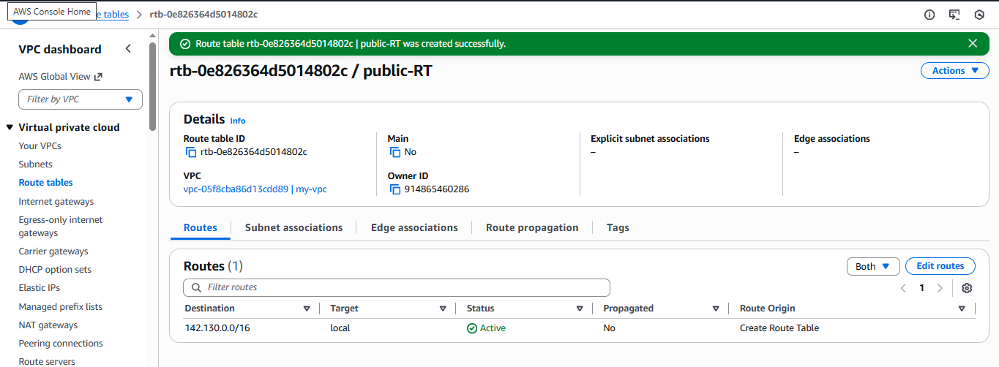 AWS Console Home
te tables > rtb-0e826364d5014802c
VPC dashboard
AWS Global View
Filter by VPC
Virtual private cloud
Your VPCs
Subnets
Route tables
Internet gateways
Egress-only internet
gateways
Carrier gateways
DHCP option sets
Elastic IPs
Managed prefix lists
NAT gateways
Peering connections
Route servers
Route table rtb-0e826364d5014802c | public-RT was created successfully.
rtb-0e826364d5014802c / public-RT
Actions
Details Info
Route table ID
rtb-0e826364d5014802c
Main
No
Explicit subnet associations
–
Edge associations
–
VPC
vpc-05f8cba86d13cdd89 | my-vpc
Owner ID
914865460286
Routes Subnet associations Edge associations Route propagation Tags
Routes (1)
Both
Edit routes
Filter routes
1
Destination Target Status Propagated Route Origin
142.130.0.0/16 local Active No Create Route Table